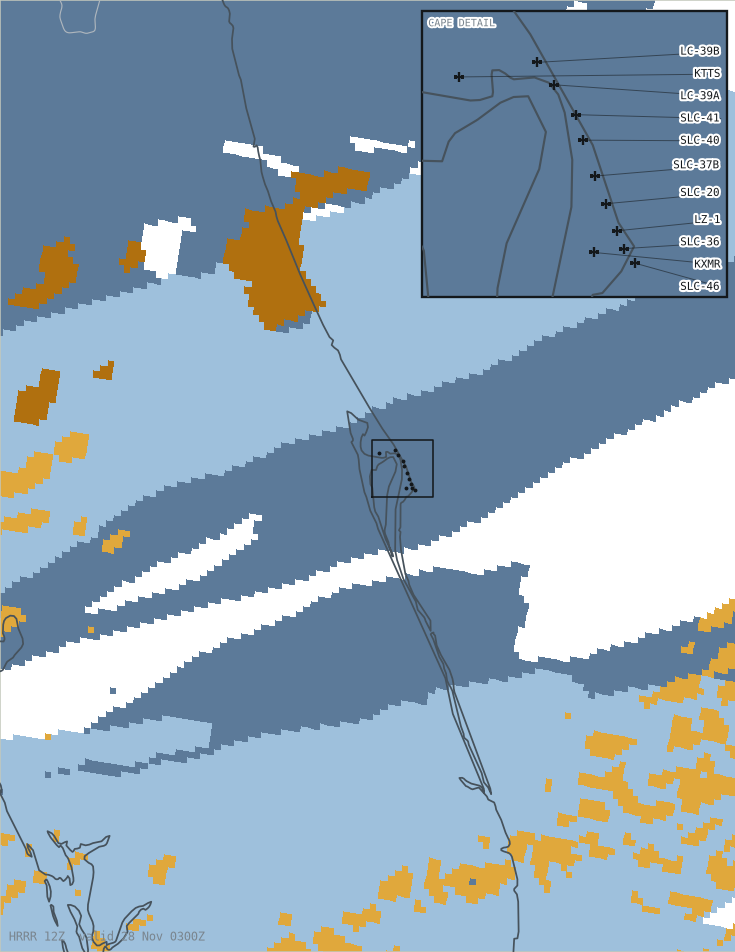 CAPE DETAIL
LC-39B
KTTS
LC-39A
SLC-41
SLC-40
SLC-37B
SLC-20
LZ-1
SLC-36
KXMR
SLC-46
HRRR 12Z valid 28 Nov 0300Z